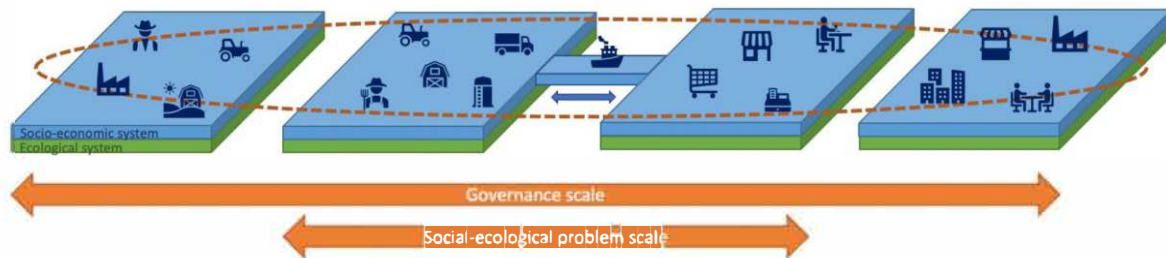 Socio-economic system
Ecological system
Governance scale
Social-ecological problem scale